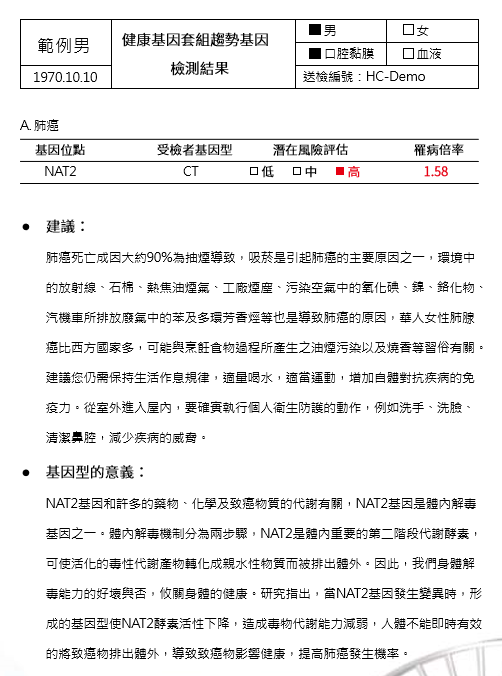 範例男
健康基因套組趨勢基因
檢測結果
■男 □女
■口腔黏膜 □血液
1970.10.10
送檢編號：HC-Demo
A. 肺癌
基因位點 受檢者基因型 潛在風險評估 罹病倍率
NAT2 CT □低 □中 ■高 1.58
● 建議：
肺癌死亡成因大約90%為抽煙導致，吸菸是引起肺癌的主要原因之一，環境中
的放射線、石棉、熱焦油煙氣、工廠煙塵、污染空氣中的氧化碘、鎳、鉻化物、
汽機車所排放廢氣中的苯及多環芳香烴等也是導致肺癌的原因，華人女性肺腺
癌比西方國家多，可能與烹飪食物過程所產生之油煙污染以及燒香等習俗有關。
建議您仍需保持生活作息規律，適量喝水，適當運動，增加自體對抗疾病的免
疫力。從室外進入屋內，要確實執行個人衛生防護的動作，例如洗手、洗臉、
清潔鼻腔，減少疾病的威脅。
● 基因型的意義：
NAT2基因和許多的藥物、化學及致癌物質的代謝有關，NAT2基因是體內解毒
基因之一。體內解毒機制分為兩步驟，NAT2是體內重要的第二階段代謝酵素，
可使活化的毒性代謝產物轉化成親水性物質而被排出體外。因此，我們身體解
毒能力的好壞與否，攸關身體的健康。研究指出，當NAT2基因發生變異時，形
成的基因型使NAT2酵素活性下降，造成毒物代謝能力減弱，人體不能即時有效
的將致癌物排出體外，導致致癌物影響健康，提高肺癌發生機率。